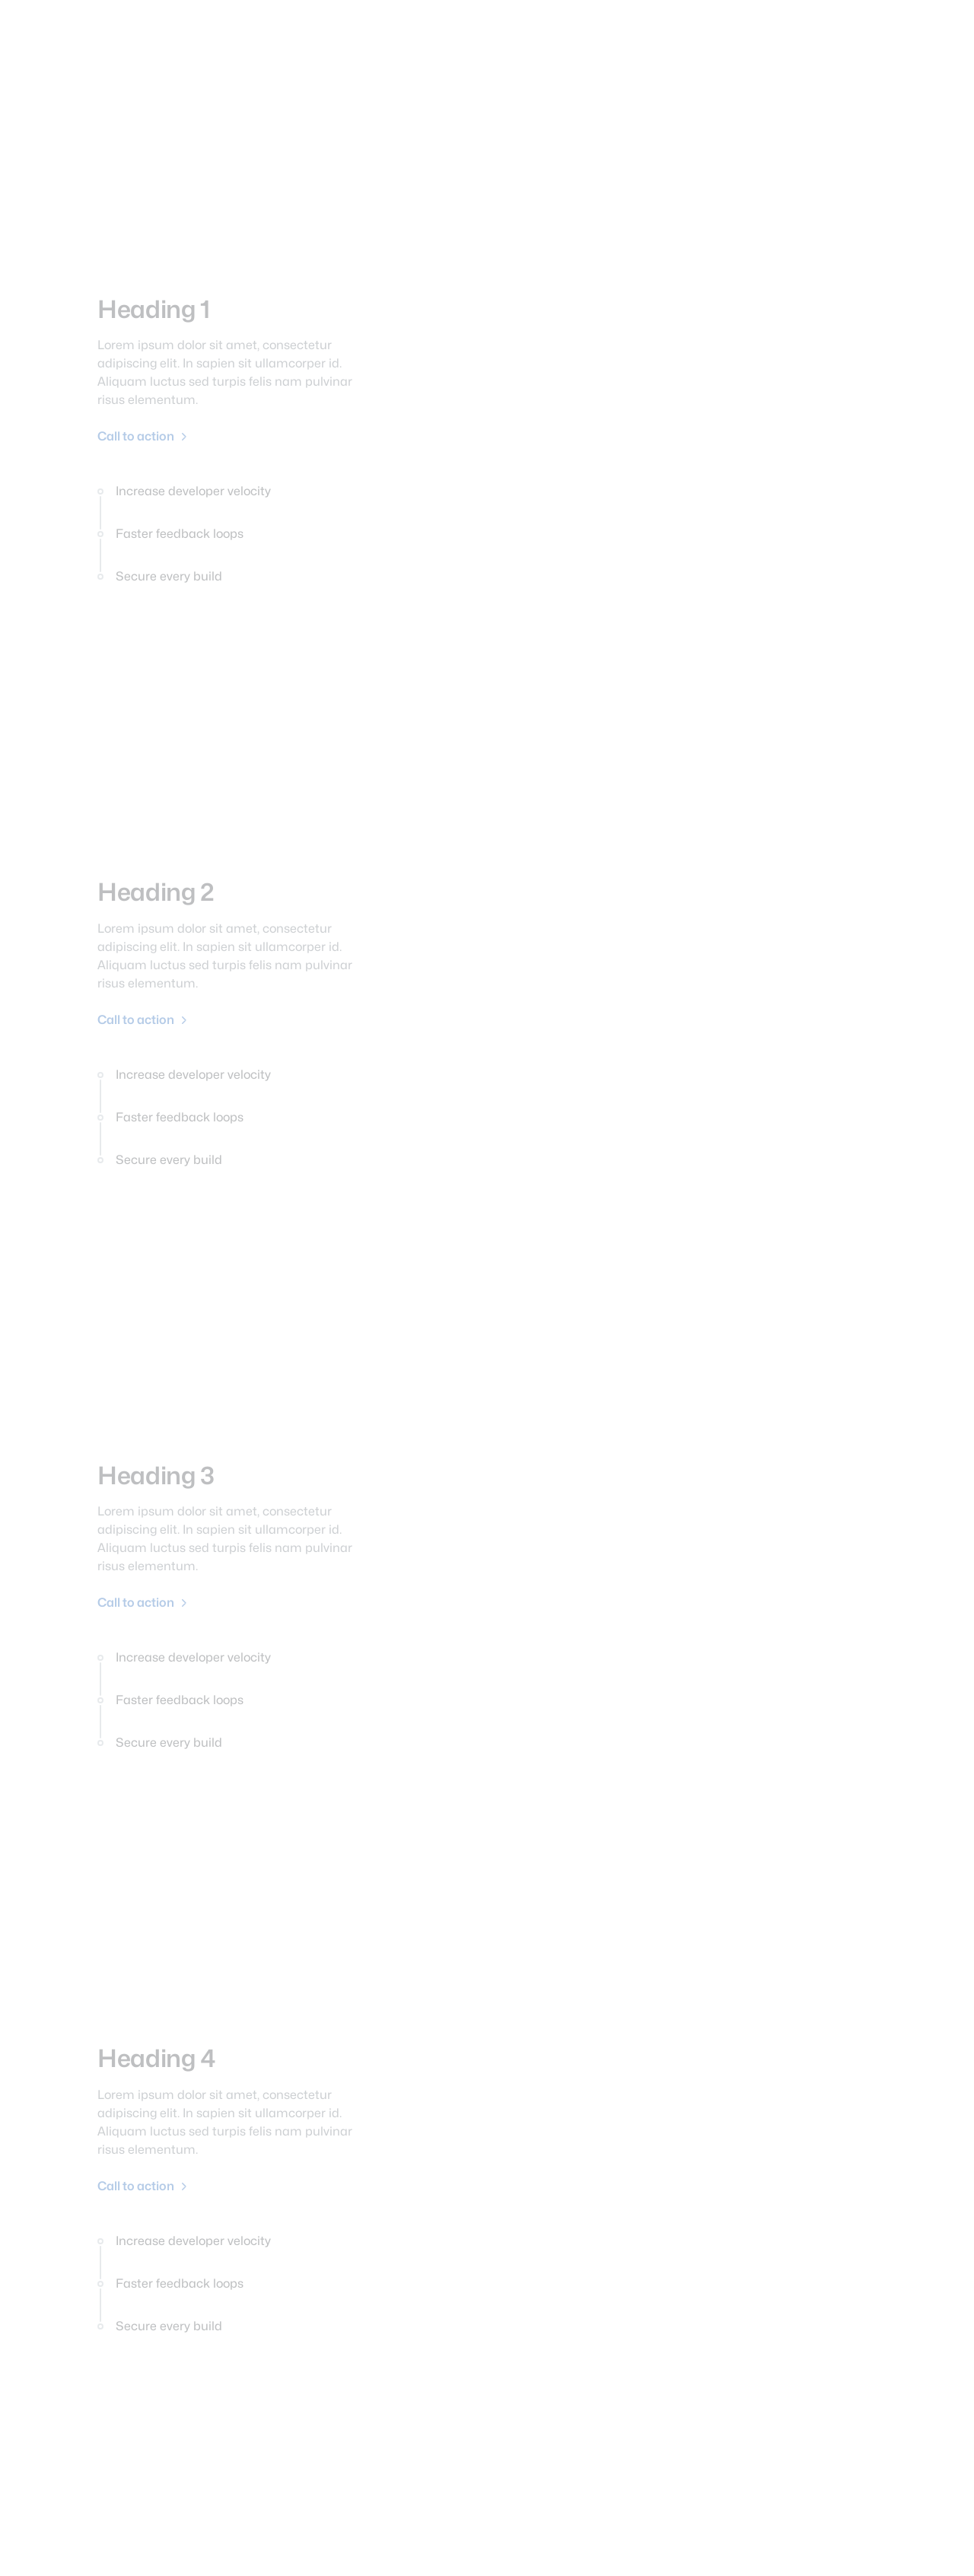 Heading 1
Lorem ipsum dolor sit amet, consectetur
adipiscing elit. In sapien sit ullamcorper id.
Aliquam luctus sed turpis felis nam pulvinar
risus elementum.
Call to action
Increase developer velocity
Faster feedback loops
Secure every build
Heading 2
Lorem ipsum dolor sit amet, consectetur
adipiscing elit. In sapien sit ullamcorper id.
Aliquam luctus sed turpis felis nam pulvinar
risus elementum.
Call to action
Increase developer velocity
Faster feedback loops
Secure every build
Heading 3
Lorem ipsum dolor sit amet, consectetur
adipiscing elit. In sapien sit ullamcorper id.
Aliquam luctus sed turpis felis nam pulvinar
risus elementum.
Call to action
Increase developer velocity
Faster feedback loops
Secure every build
Heading 4
Lorem ipsum dolor sit amet, consectetur
adipiscing elit. In sapien sit ullamcorper id.
Aliquam luctus sed turpis felis nam pulvinar
risus elementum.
Call to action
Increase developer velocity
Faster feedback loops
Secure every build